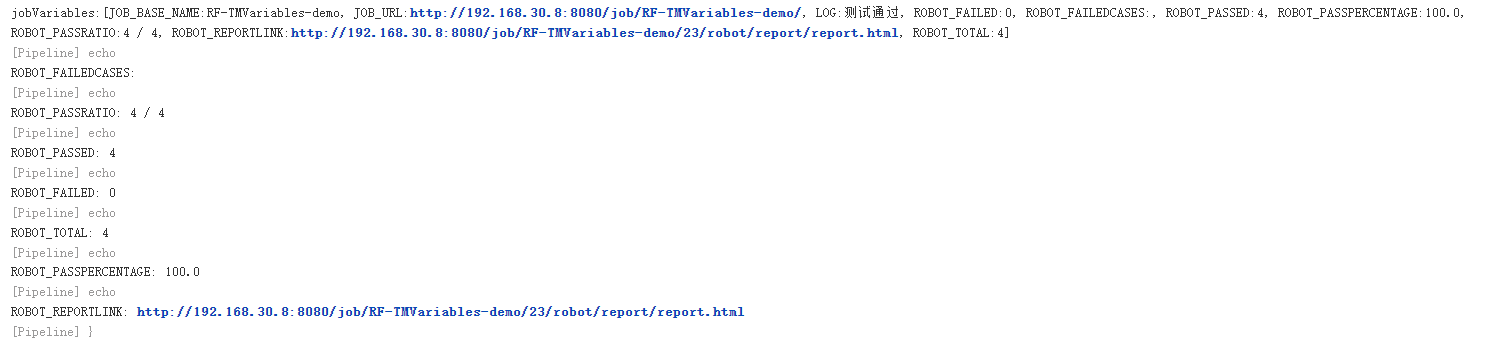 jobVariables:[JOB_BASE_NAME:RF-TMVariables-demo, JOB_URL:http://192.168.30.8:8080/job/RF-TMVariables-demo/, LOG:测试通过, ROBOT_FAILED:0, ROBOT_FAILEDCASES:, ROBOT_PASSED:4, ROBOT_PASSPERCENTAGE:100.0,
ROBOT_PASSRATIO:4 / 4, ROBOT_REPORTLINK:http://192.168.30.8:8080/job/RF-TMVariables-demo/23/robot/report/report.html, ROBOT_TOTAL:4]
[Pipeline] echo
ROBOT_FAILEDCASES:
[Pipeline] echo
ROBOT_PASSRATIO: 4 / 4
[Pipeline] echo
ROBOT_PASSED: 4
[Pipeline] echo
ROBOT_FAILED: 0
[Pipeline] echo
ROBOT_TOTAL: 4
[Pipeline] echo
ROBOT_PASSPERCENTAGE: 100.0
[Pipeline] echo
ROBOT_REPORTLINK: http://192.168.30.8:8080/job/RF-TMVariables-demo/23/robot/report/report.html
[Pipeline] }